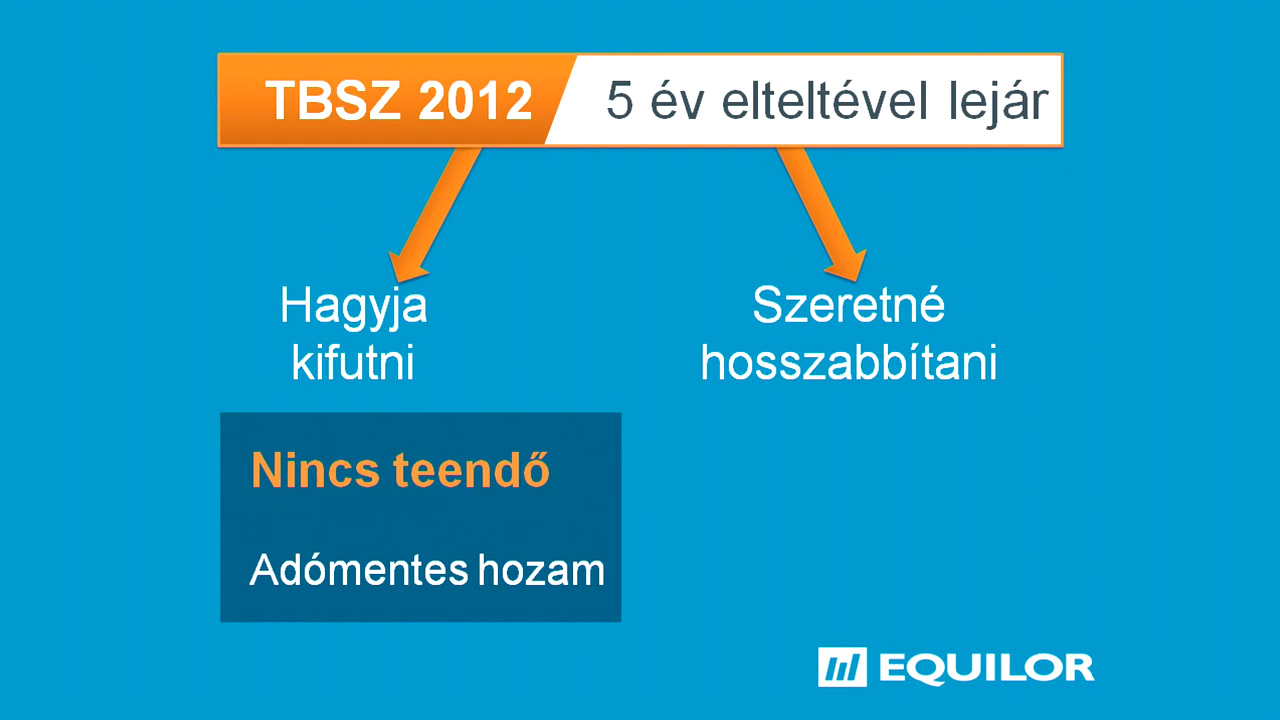 TBSZ 2012 5 év elteltével lejár
Hagyja
kifutni
Szeretné
hosszabbítani
Nincs teendő
Adómentes hozam
EQUILOR